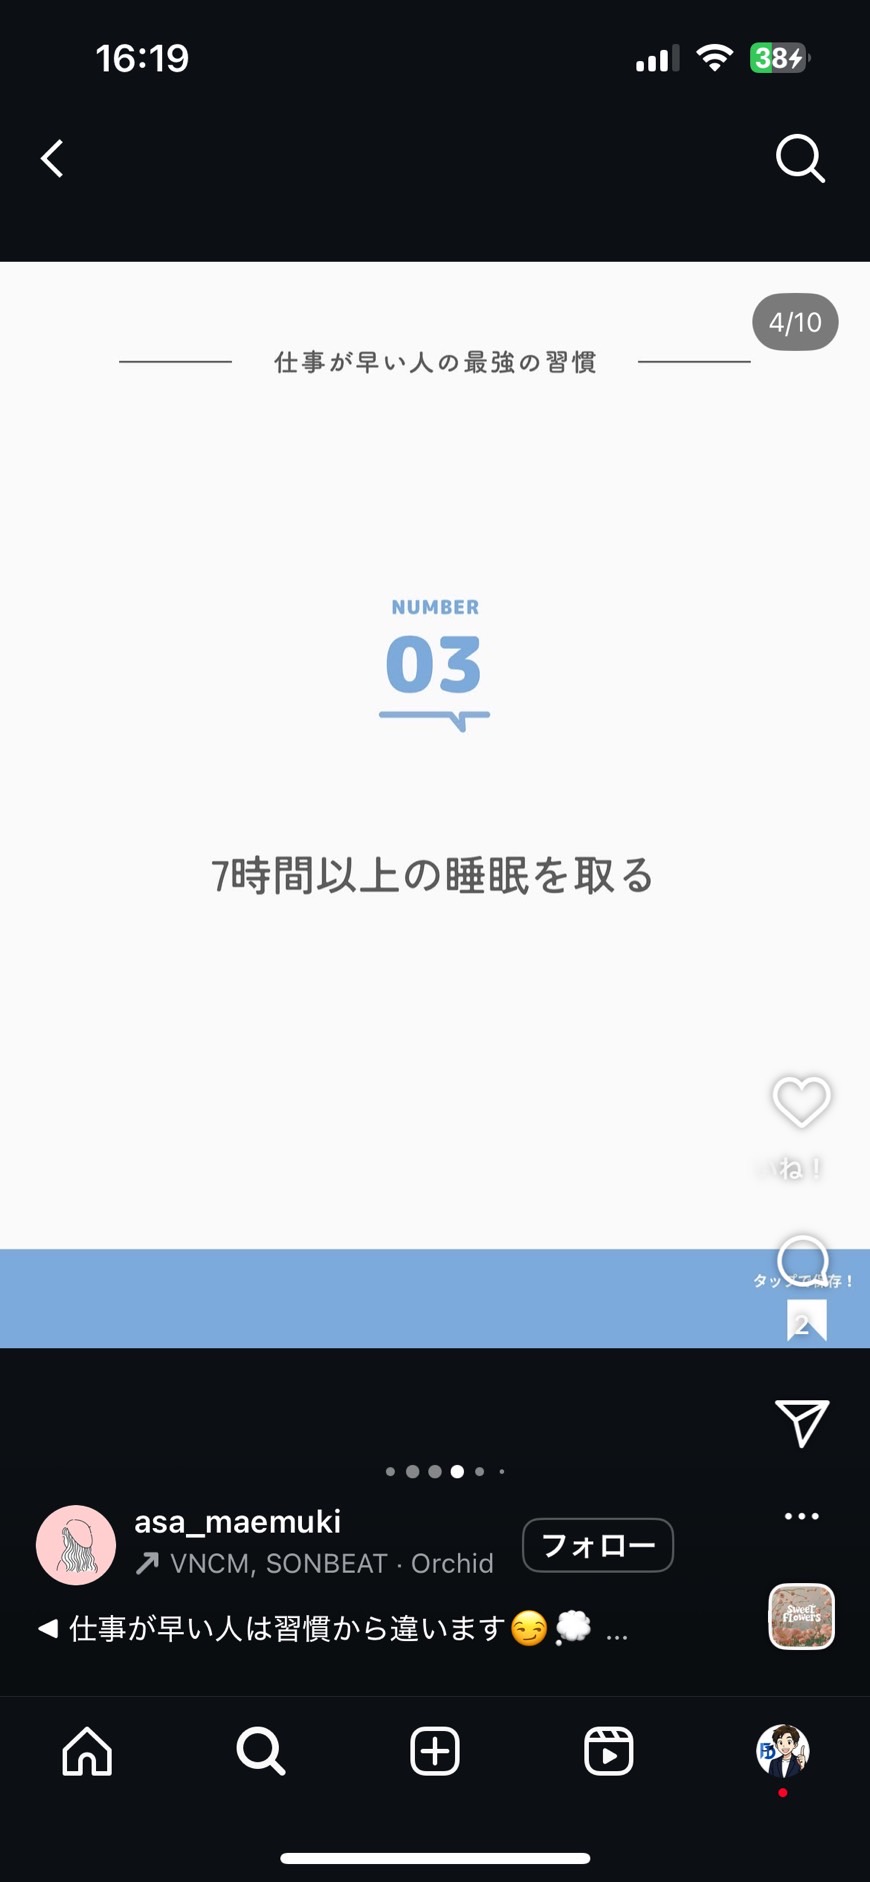 16:19
38
4/10
仕事が早い人の最強の習慣
NUMBER
03
7時間以上の睡眠を取る
いね！
タップで保存！
2
asa_maemuki
VNCM, SONBEAT · Orchid
フォロー
仕事が早い人は習慣から違います😏💭 ...
Sweet
Flowers